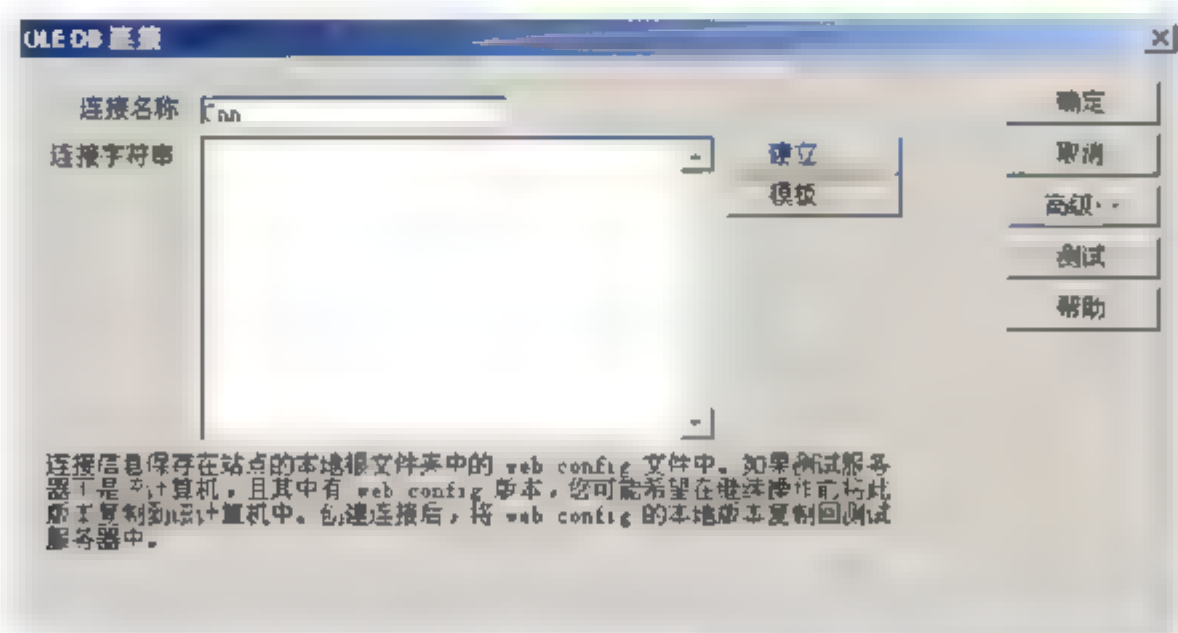 OLE DB 连接
连接名称 Cnn
连接字符串
建立
模板
确定
取消
高级...
测试
帮助
连接信息保存在站点的本地根文件夹中的 web config 文件中。如果测试服务
器不是本计算机，且其中有 web config 版本，您可能希望在继续操作前将此
版本复制到计算机中。创建连接后，将 web config 的本地版本复制回测试
服务器中。